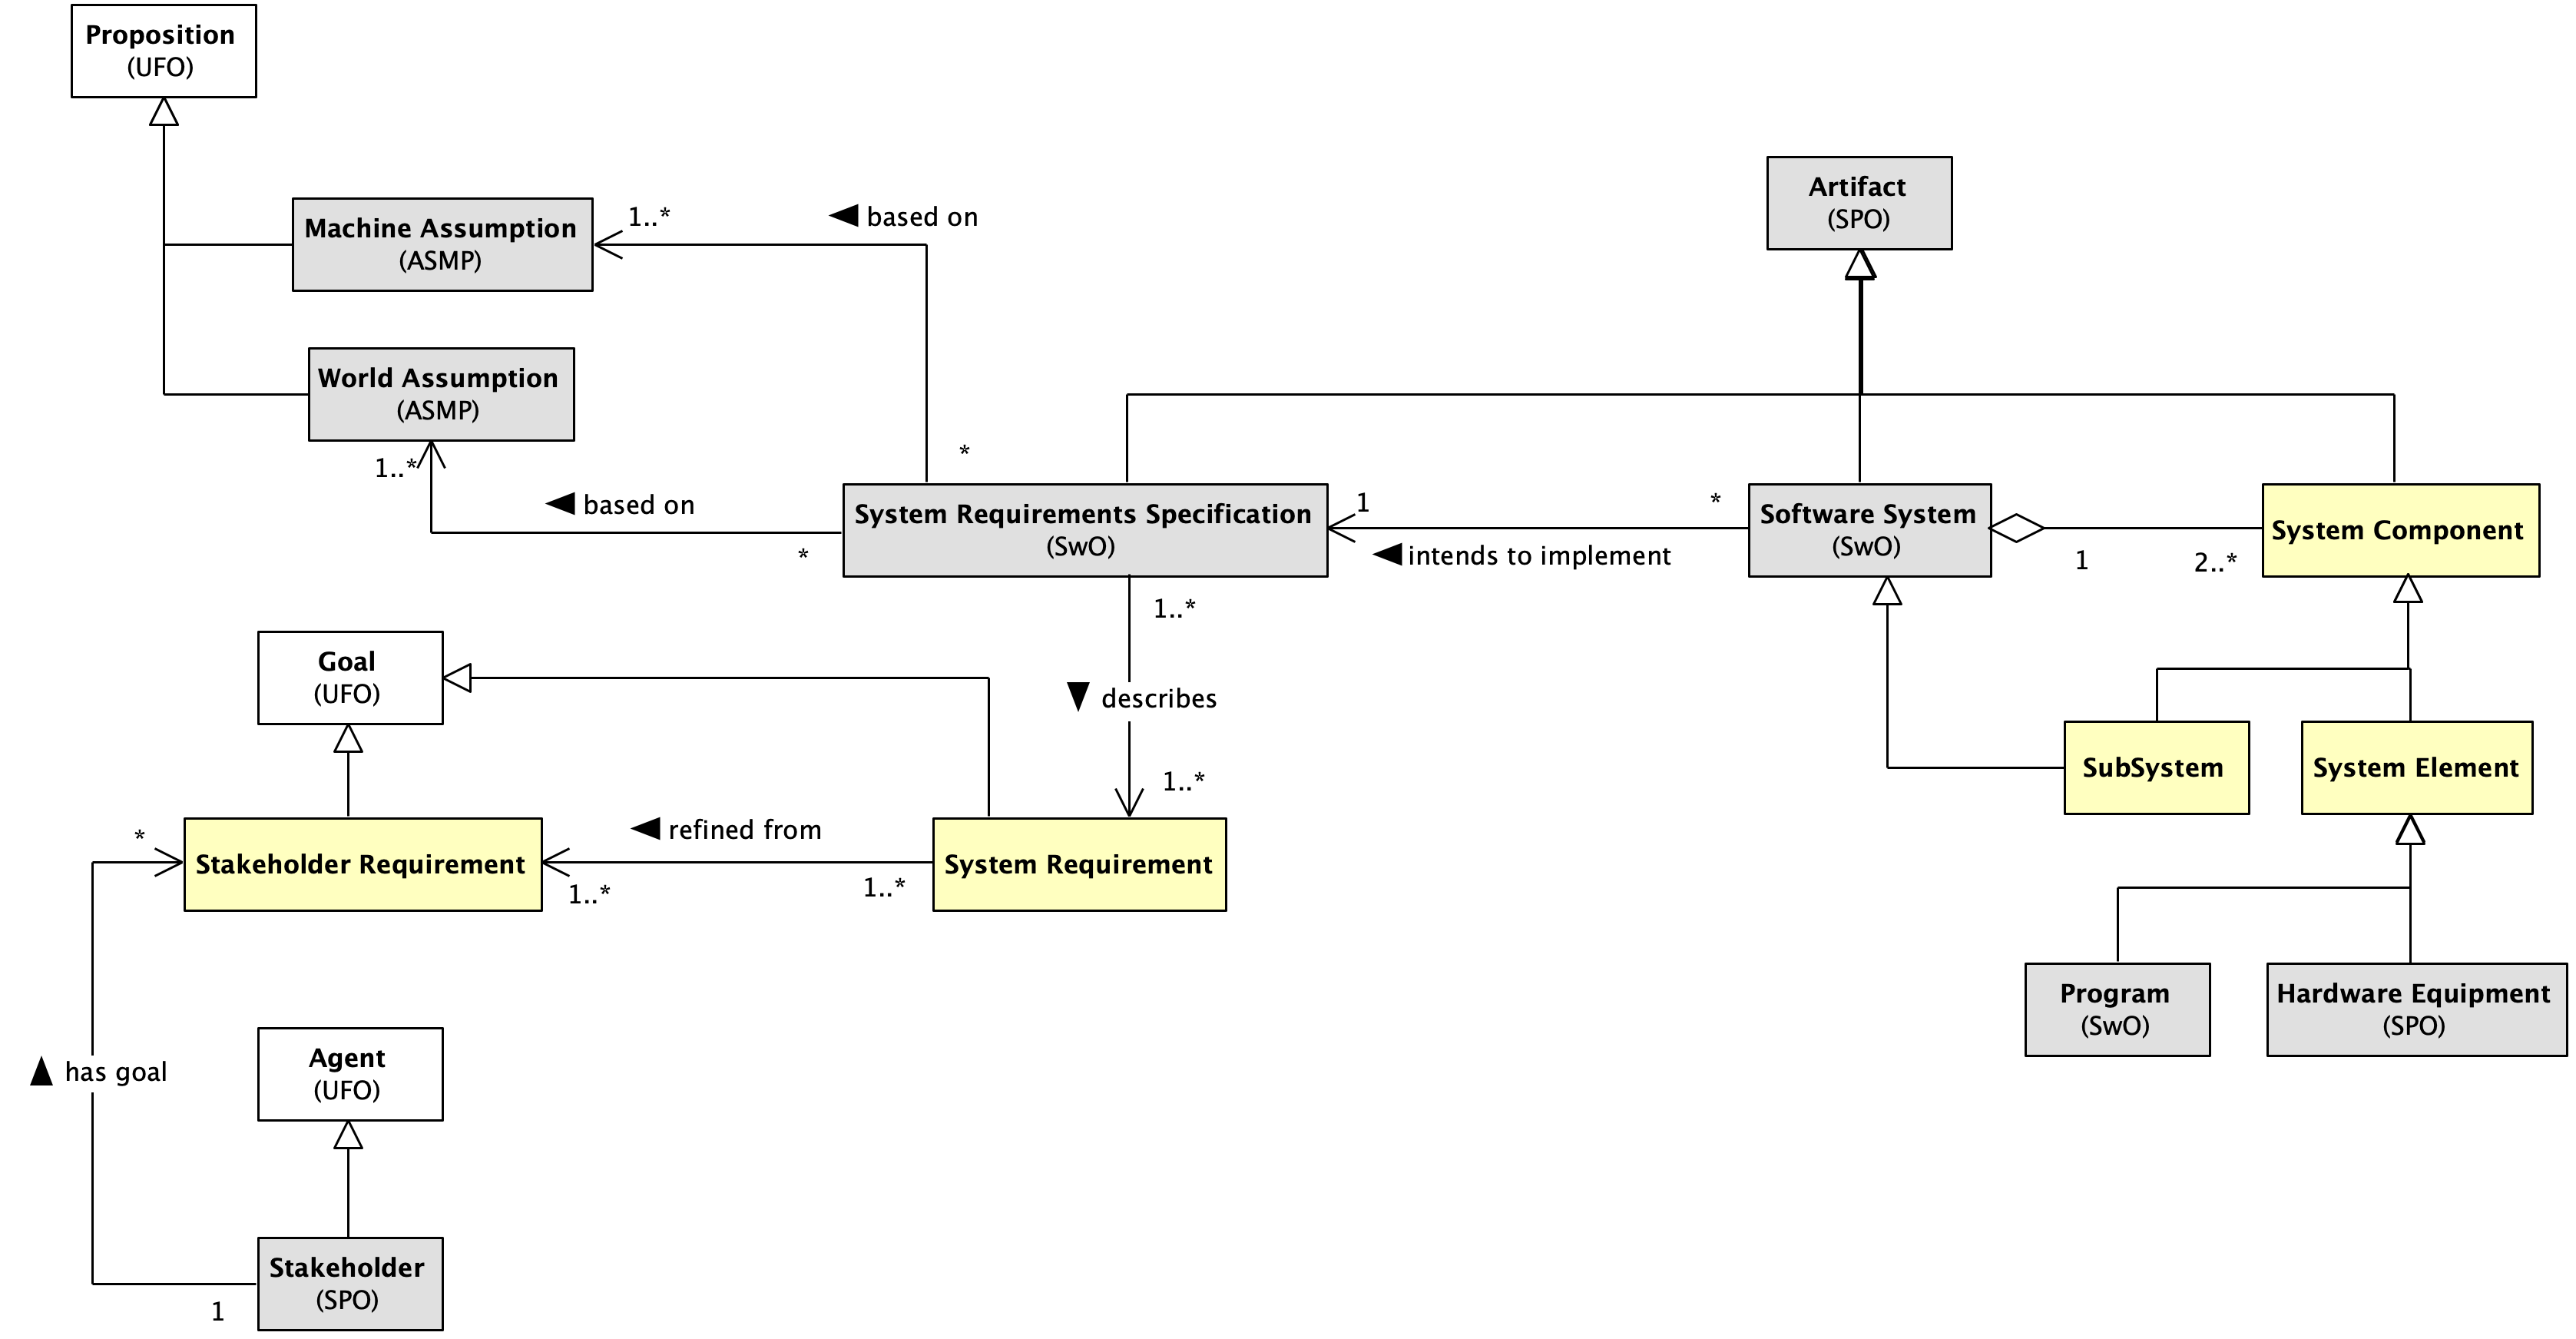 Proposition
(UFO)
Artifact
(SPO)
Machine Assumption
(ASMP)
1..*
◀ based on
World Assumption
(ASMP)
1..*
*
◀ based on
*
System Requirements Specification
(SwO)
1
*
◀ intends to implement
Software System
(SwO)
1
2..*
System Component
1..*
▼ describes
1..*
Goal
(UFO)
SubSystem
System Element
*
Stakeholder Requirement
◀ refined from
1..*
1..*
System Requirement
Program
(SwO)
Hardware Equipment
(SPO)
▲ has goal
Agent
(UFO)
Stakeholder
(SPO)
1